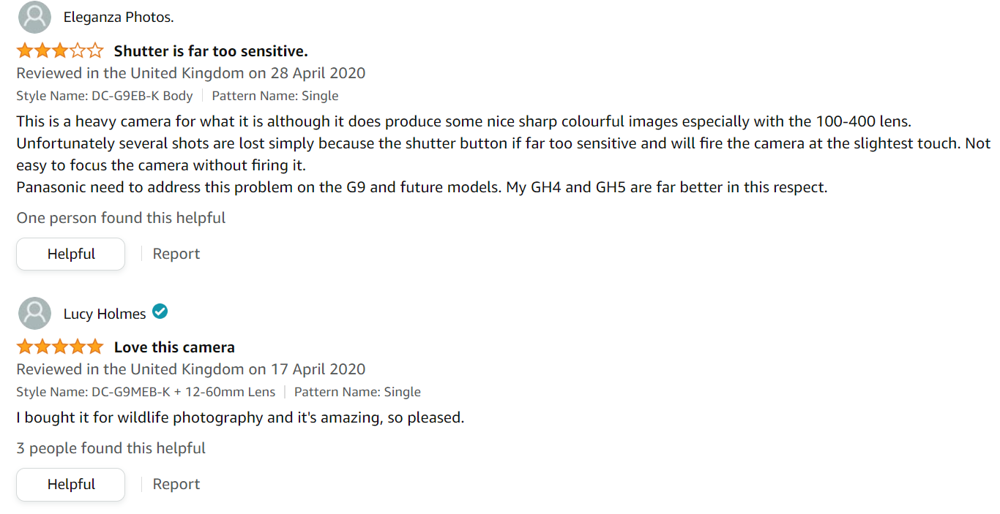 Eleganza Photos.
Shutter is far too sensitive.
Reviewed in the United Kingdom on 28 April 2020
Style Name: DC-G9EB-K Body | Pattern Name: Single
This is a heavy camera for what it is although it does produce some nice sharp colourful images especially with the 100-400 lens.
Unfortunately several shots are lost simply because the shutter button if far too sensitive and will fire the camera at the slightest touch. Not
easy to focus the camera without firing it.
Panasonic need to address this problem on the G9 and future models. My GH4 and GH5 are far better in this respect.
One person found this helpful
Helpful | Report
Lucy Holmes
Love this camera
Reviewed in the United Kingdom on 17 April 2020
Style Name: DC-G9MEB-K + 12-60mm Lens | Pattern Name: Single
I bought it for wildlife photography and it's amazing, so pleased.
3 people found this helpful
Helpful | Report